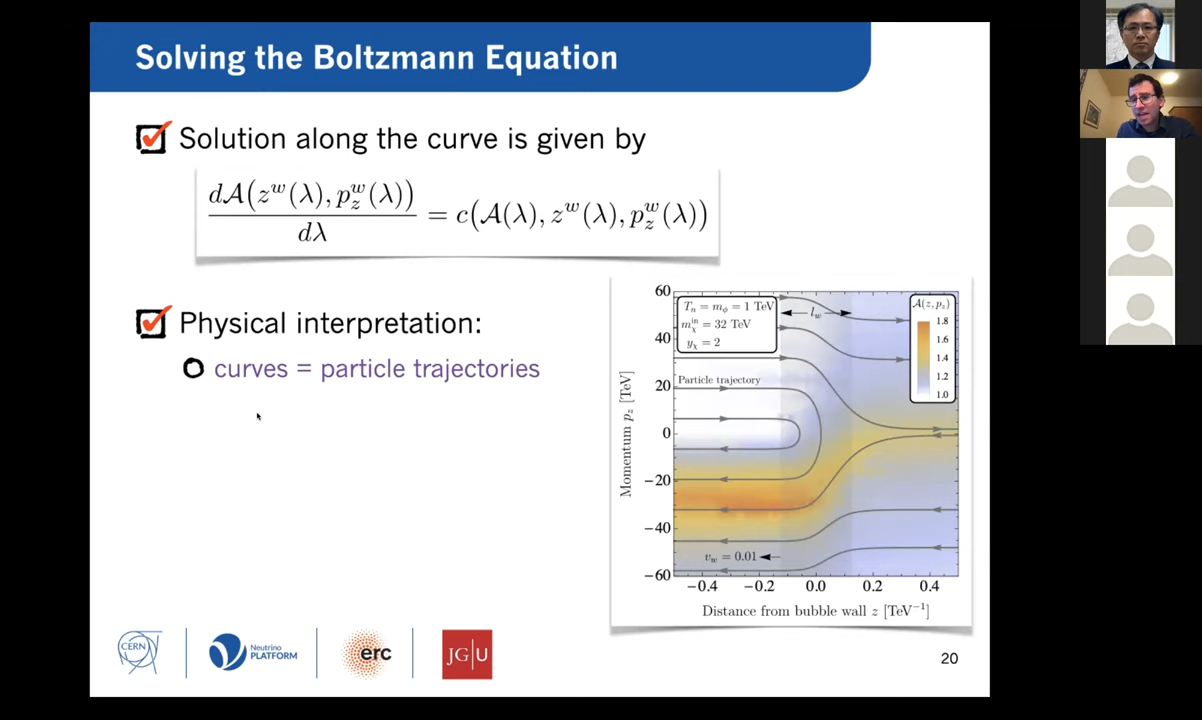 Solving the Boltzmann Equation
Solution along the curve is given by
d𝒜(z^w(λ), p_z^w(λ))
dλ
= c(𝒜(λ), z^w(λ), p_z^w(λ))
Physical interpretation:
curves = particle trajectories
Momentum p_z [TeV]
60
40
20
0
−20
−40
−60
T_n = m_ϕ = 1 TeV
m_χ^in = 32 TeV
y_χ = 2
l_w
𝒜(z, p_z)
1.8
1.6
1.4
1.2
1.0
Particle trajectory
v_w = 0.01
−0.4 −0.2 0.0 0.2 0.4
Distance from bubble wall z [TeV⁻¹]
CERN
Neutrino
PLATFORM
erc
JG|U
20